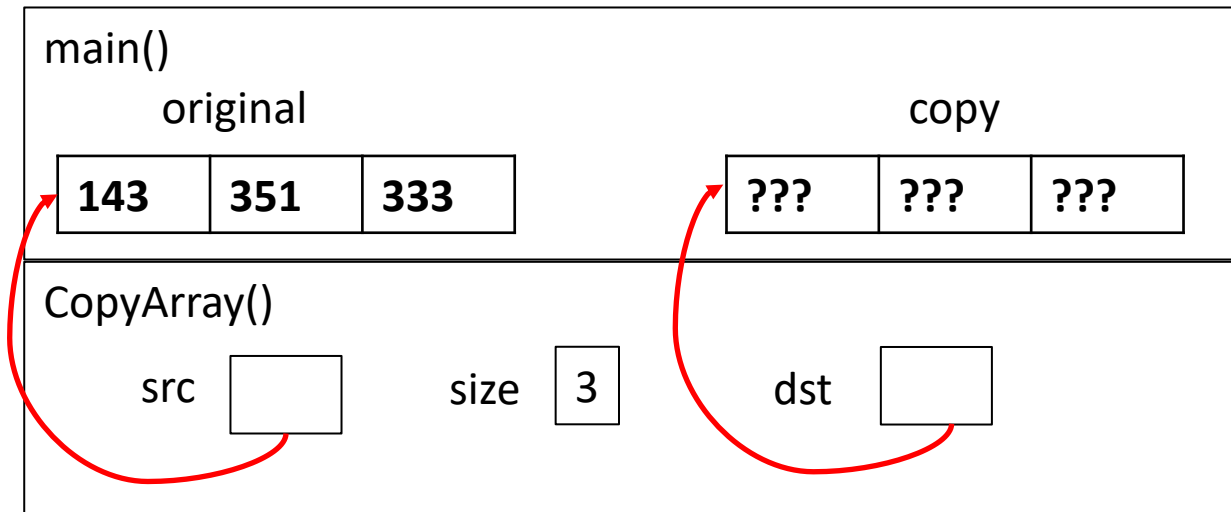 main()
original copy
143 351 333 ??? ??? ???
CopyArray()
src size 3 dst